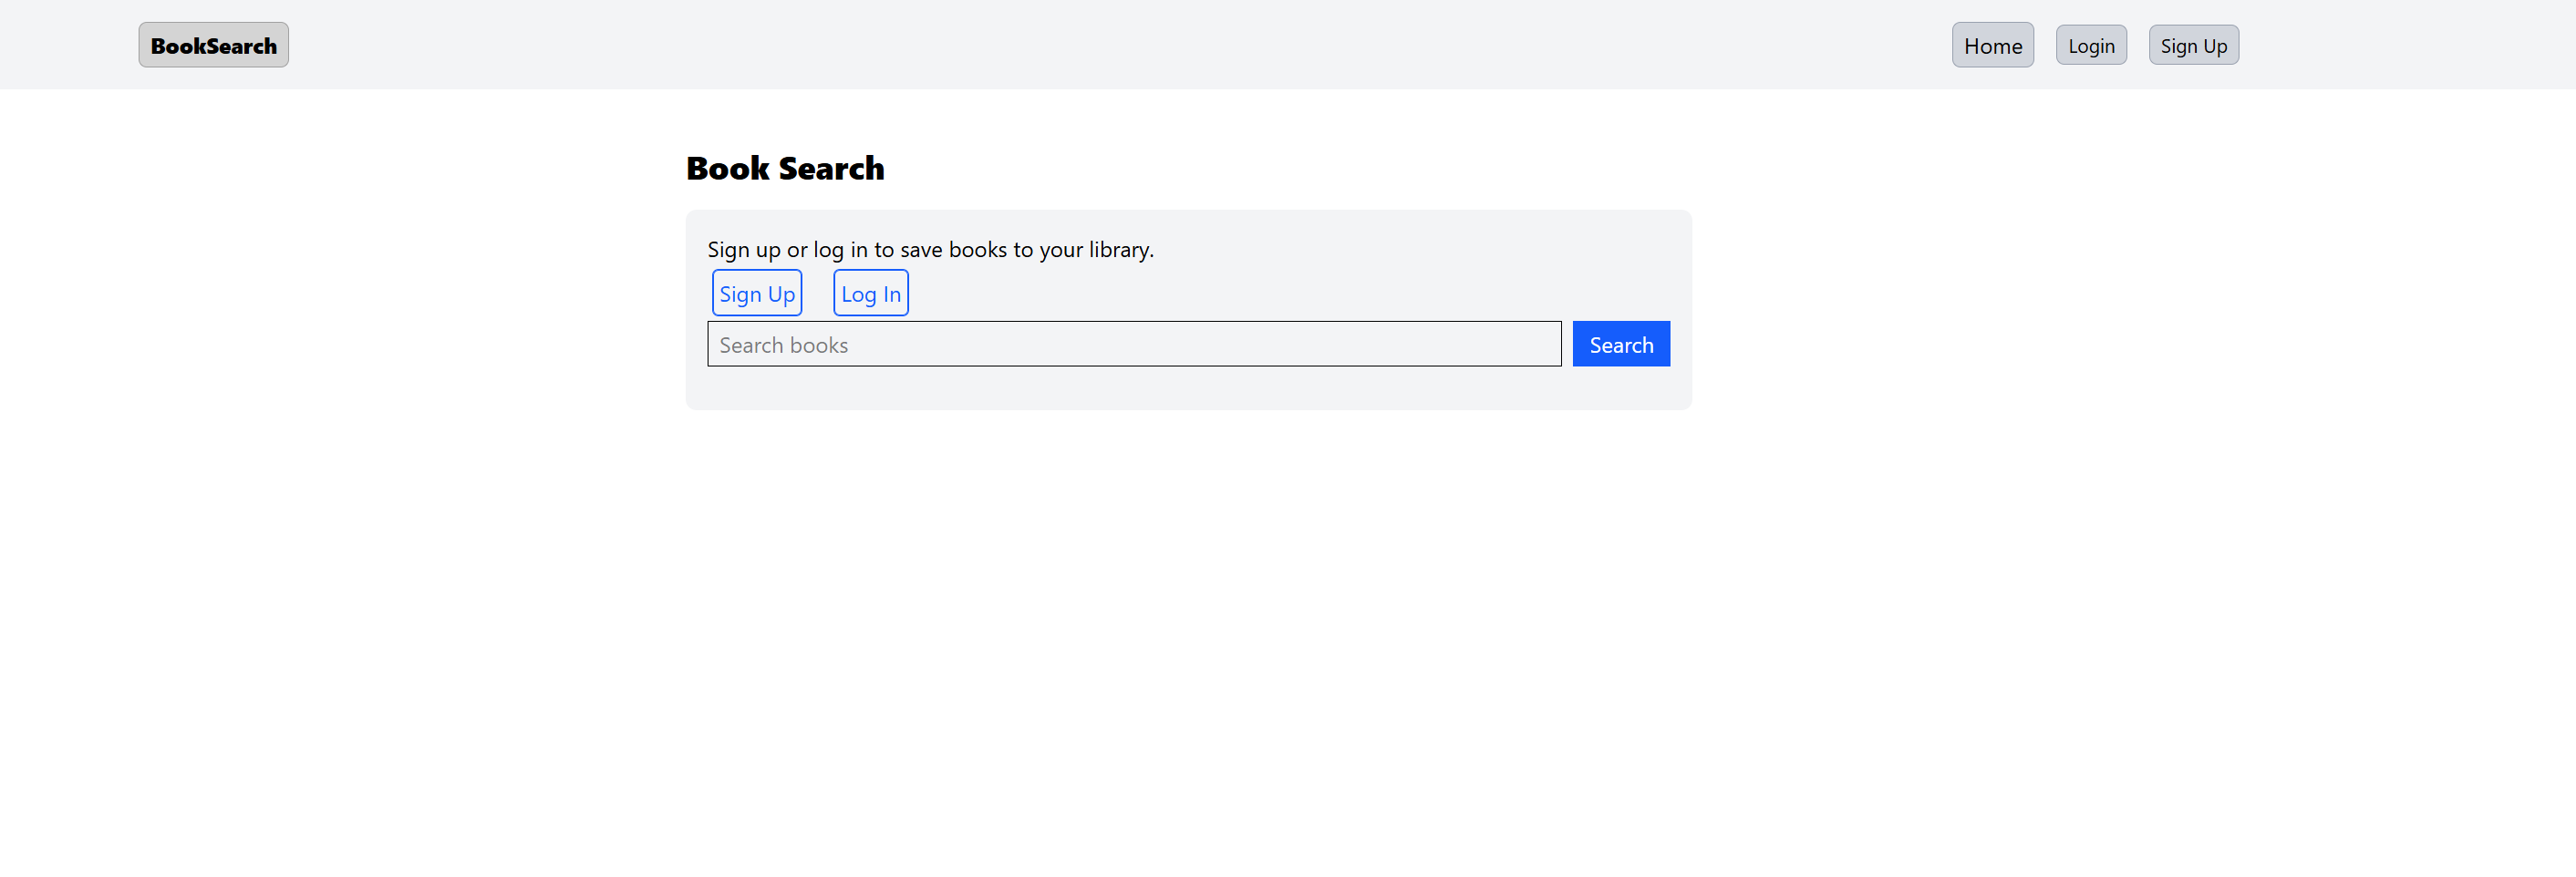 BookSearch Home Login Sign Up
Book Search
Sign up or log in to save books to your library.
Sign Up Log In
Search books Search